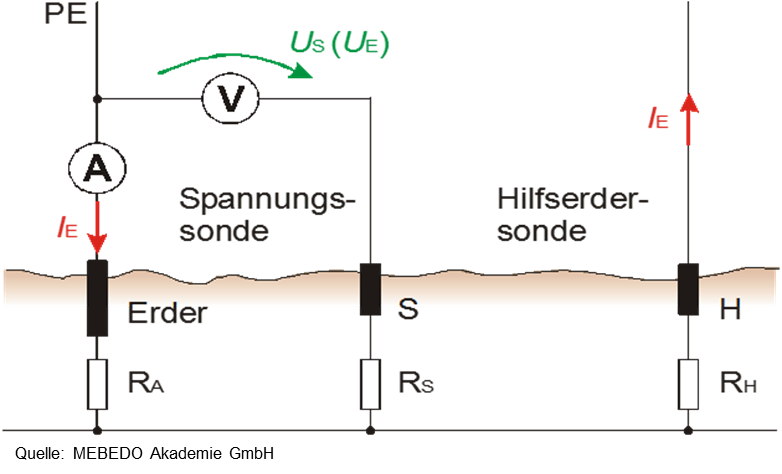 PE
US (UE)
V
A
IE
IE
Spannungs-
sonde
Hilfserder-
sonde
Erder
S
H
RA
RS
RH
Quelle: MEBEDO Akademie GmbH